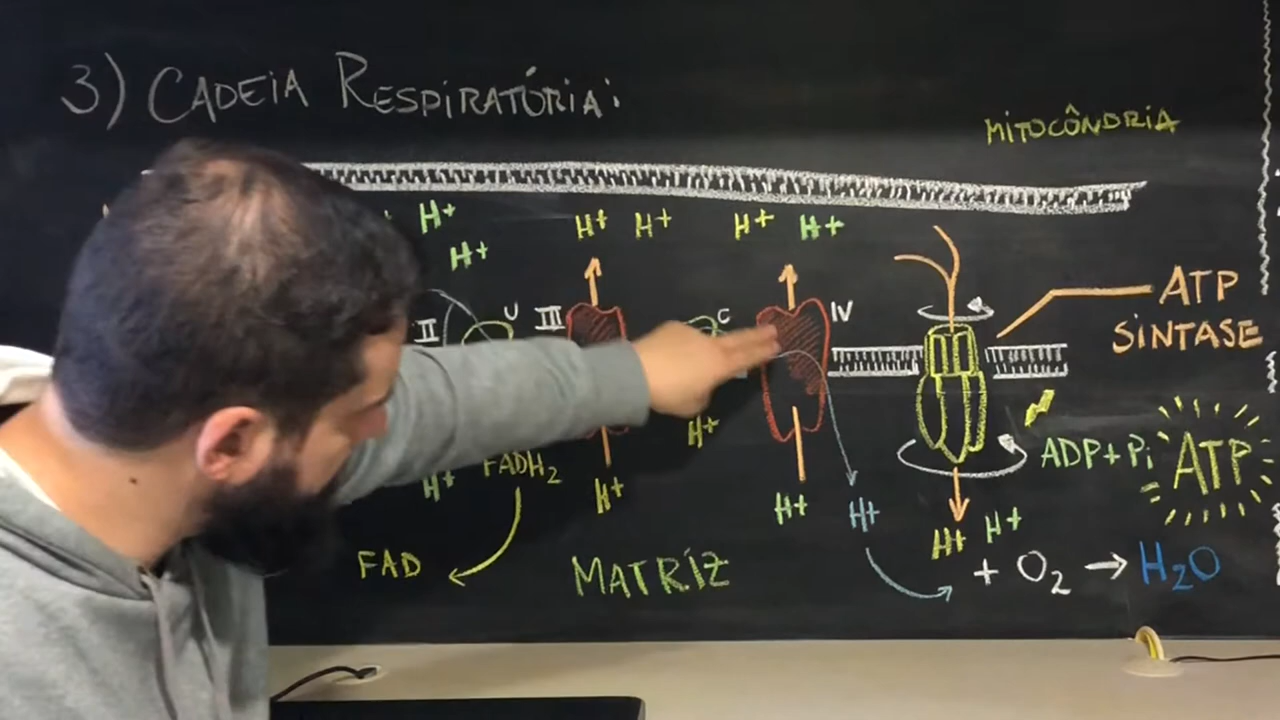 3) CADEIA RESPIRATÓRIA:
MITOCÔNDRIA
H+ H+ H+ H+ H+
H+
ATP
SINTASE
II U III C IV
H+
ADP+Pi ATP
FADH2
H+ H+ H+ H+
H+ H+
FAD MATRIZ + O2 → H2O